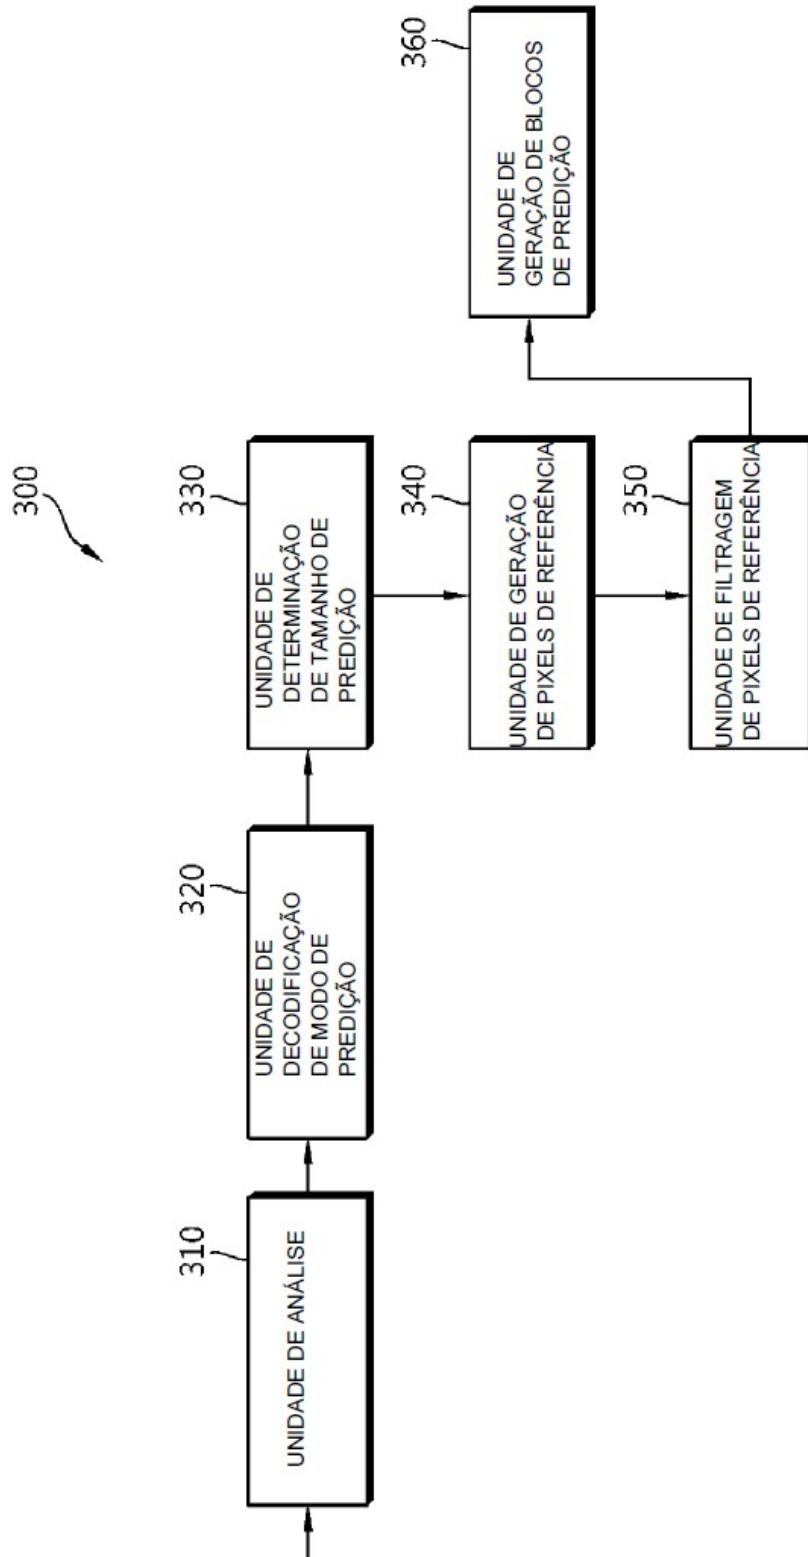 300
310
UNIDADE DE ANÁLISE
320
UNIDADE DE
DECODIFICAÇÃO
DE MODO DE
PREDIÇÃO
330
UNIDADE DE
DETERMINAÇÃO
DE TAMANHO DE
PREDIÇÃO
340
UNIDADE DE GERAÇÃO
DE PIXELS DE REFERÊNCIA
350
UNIDADE DE FILTRAGEM
DE PIXELS DE REFERÊNCIA
360
UNIDADE DE
GERAÇÃO DE BLOCOS
DE PREDIÇÃO